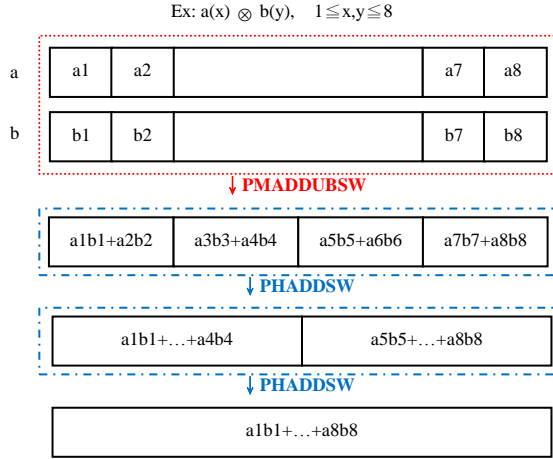 Ex: a(x) ⊗ b(y), 1≦x,y≦8
a a1 a2 a7 a8
b b1 b2 b7 b8
↓ PMADDUBSW
a1b1+a2b2 a3b3+a4b4 a5b5+a6b6 a7b7+a8b8
↓ PHADDSW
a1b1+…+a4b4 a5b5+…+a8b8
↓ PHADDSW
a1b1+…+a8b8